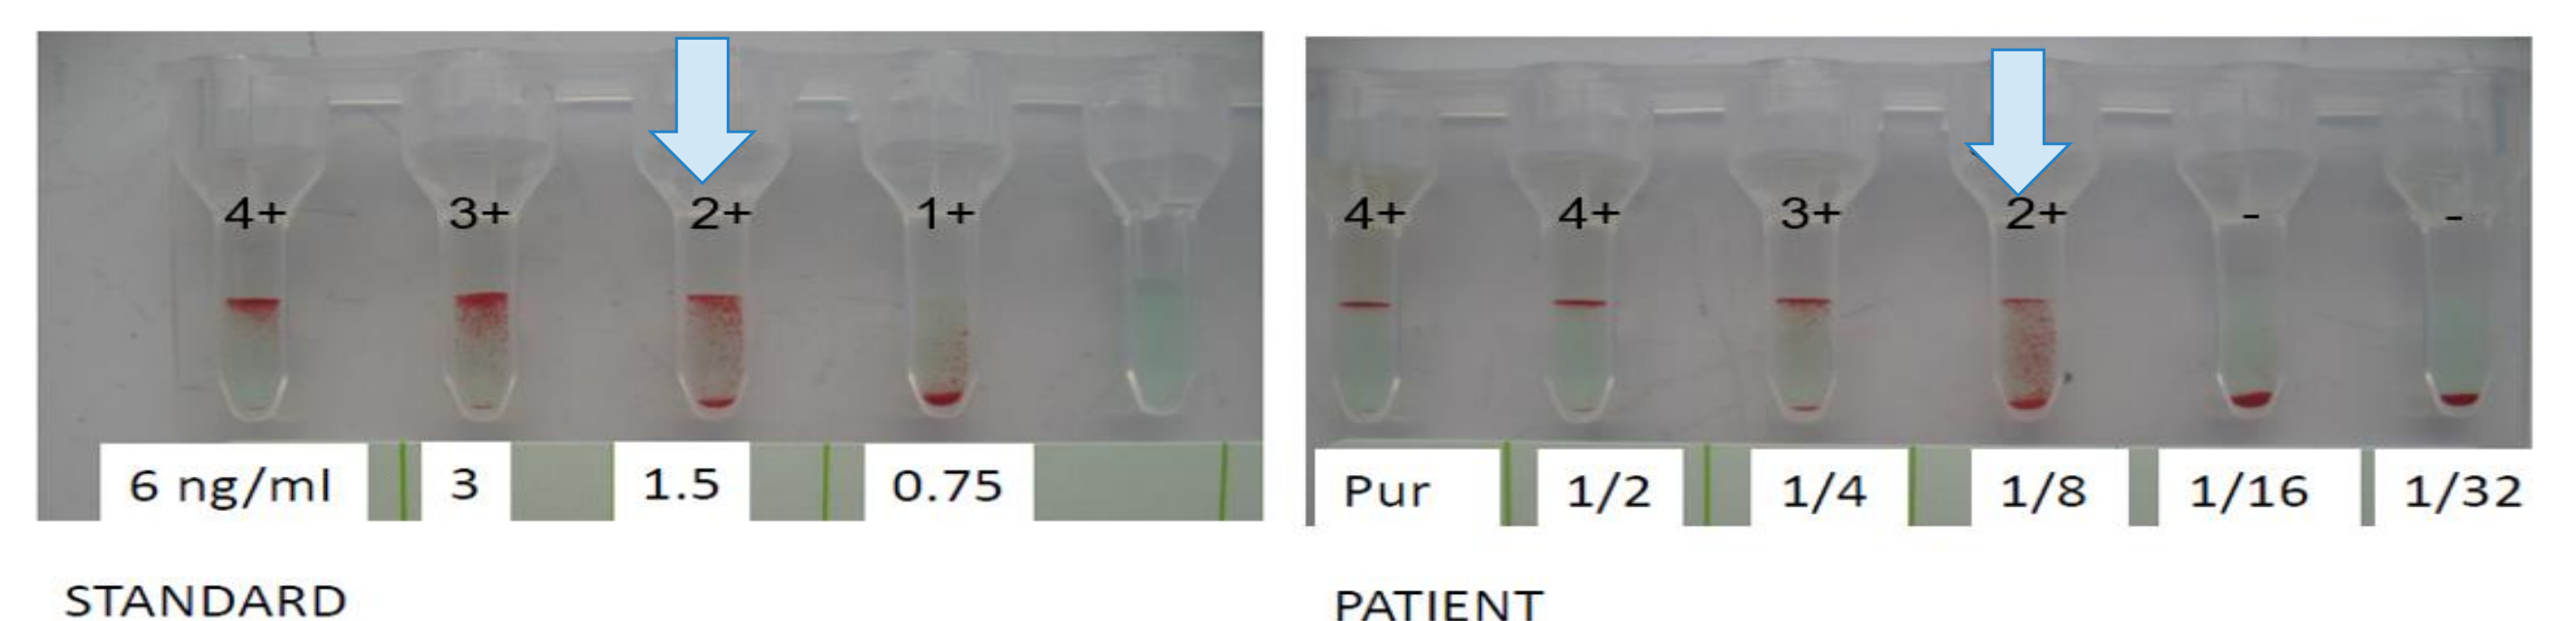 4+ 3+ 2+ 1+
6 ng/ml 3 1.5 0.75
STANDARD
4+ 4+ 3+ 2+ - -
Pur 1/2 1/4 1/8 1/16 1/32
PATIENT